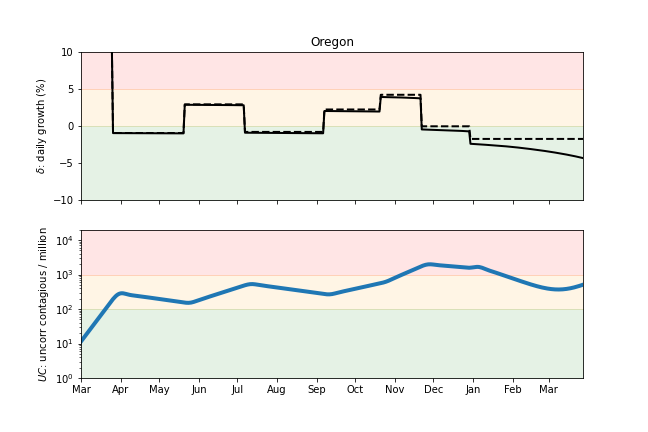 Oregon
δ: daily growth (%)
10
5
0
−5
−10
UC: uncorr contagious / million
10⁴
10³
10²
10¹
10⁰
Mar Apr May Jun Jul Aug Sep Oct Nov Dec Jan Feb Mar